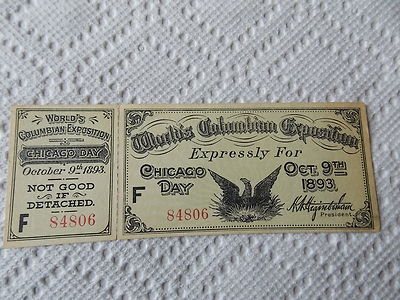 WORLD'S
COLUMBIAN EXPOSITION
CHICAGO DAY
October 9th 1893.
NOT GOOD
IF
DETACHED.
F 84806
World's Columbian Exposition
Expressly For
CHICAGO DAY
OCT. 9TH 1893.
F 84806
H.N. Higinbotham
President.